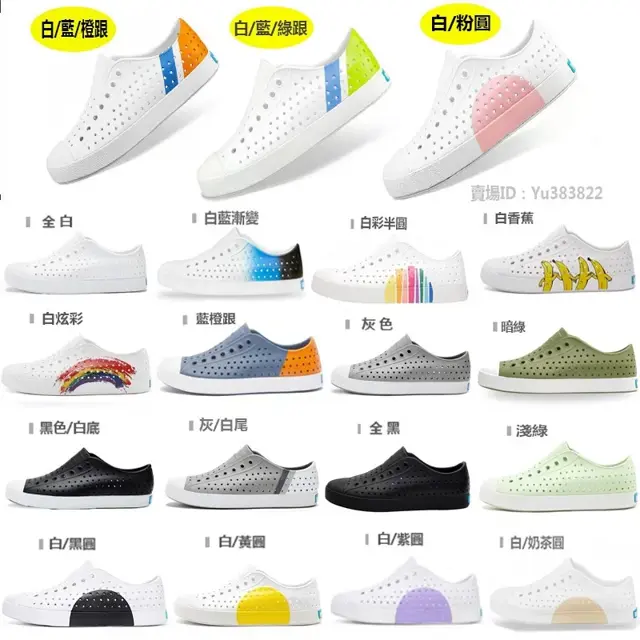 白/藍/橙跟
白/藍/綠跟
白/粉圓
賣場ID：Yu383822
全白
白藍漸變
白彩半圓
白香蕉
白炫彩
藍橙跟
灰色
暗綠
黑色/白底
灰/白尾
全黑
淺綠
白/黑圓
白/黃圓
白/紫圓
白/奶茶圓